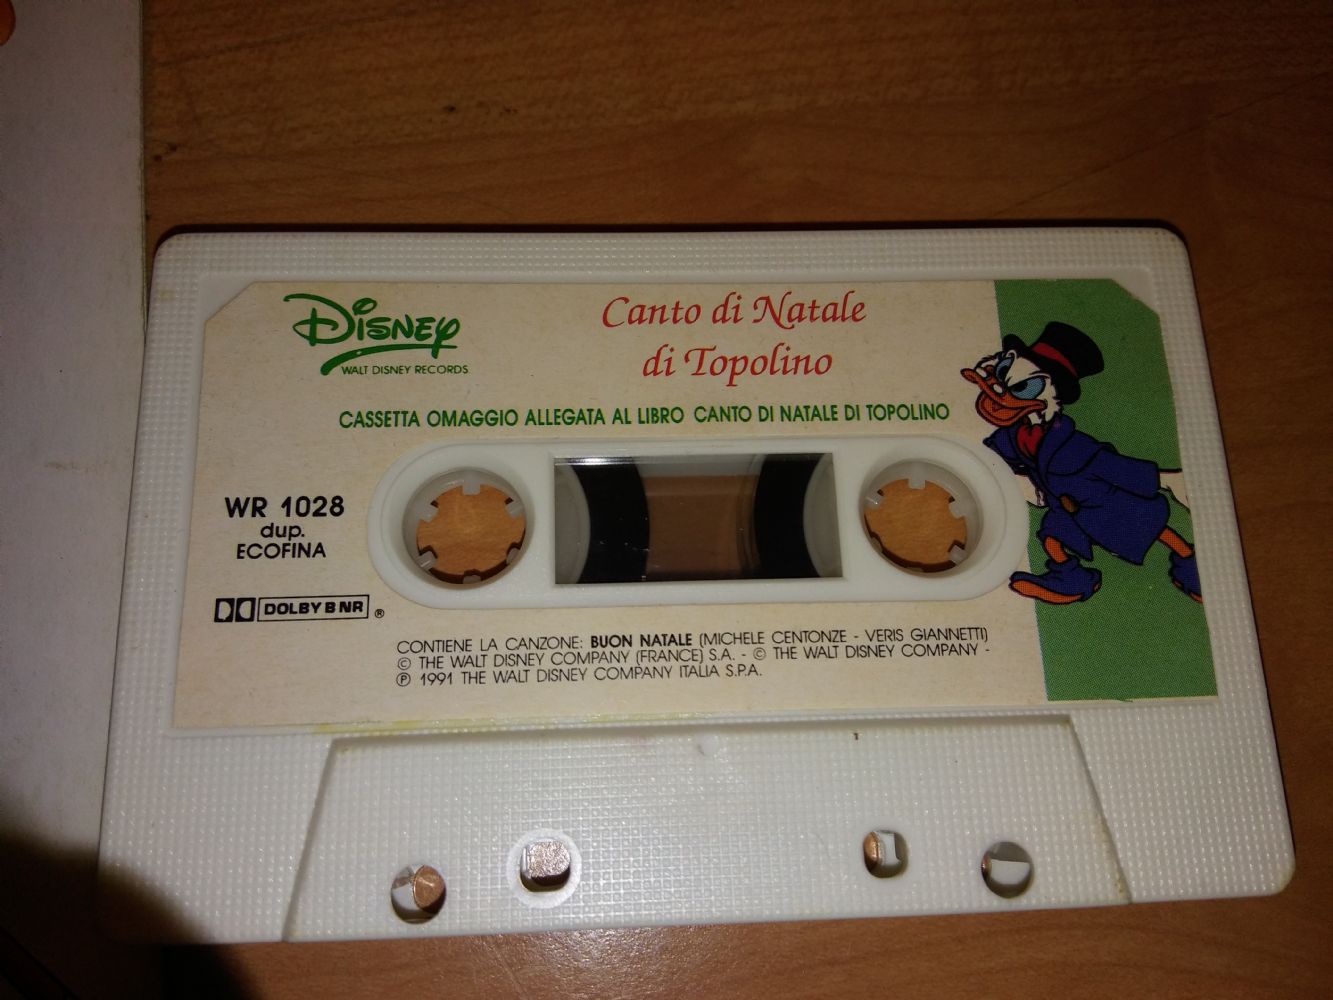 Disney
WALT DISNEY RECORDS
Canto di Natale
di Topolino
CASSETTA OMAGGIO ALLEGATA AL LIBRO CANTO DI NATALE DI TOPOLINO
WR 1028
dup.
ECOFINA
DOLBY B NR ®
CONTIENE LA CANZONE: BUON NATALE (MICHELE CENTONZE - VERIS GIANNETTI)
© THE WALT DISNEY COMPANY (FRANCE) S.A. - © THE WALT DISNEY COMPANY -
℗ 1991 THE WALT DISNEY COMPANY ITALIA S.P.A.